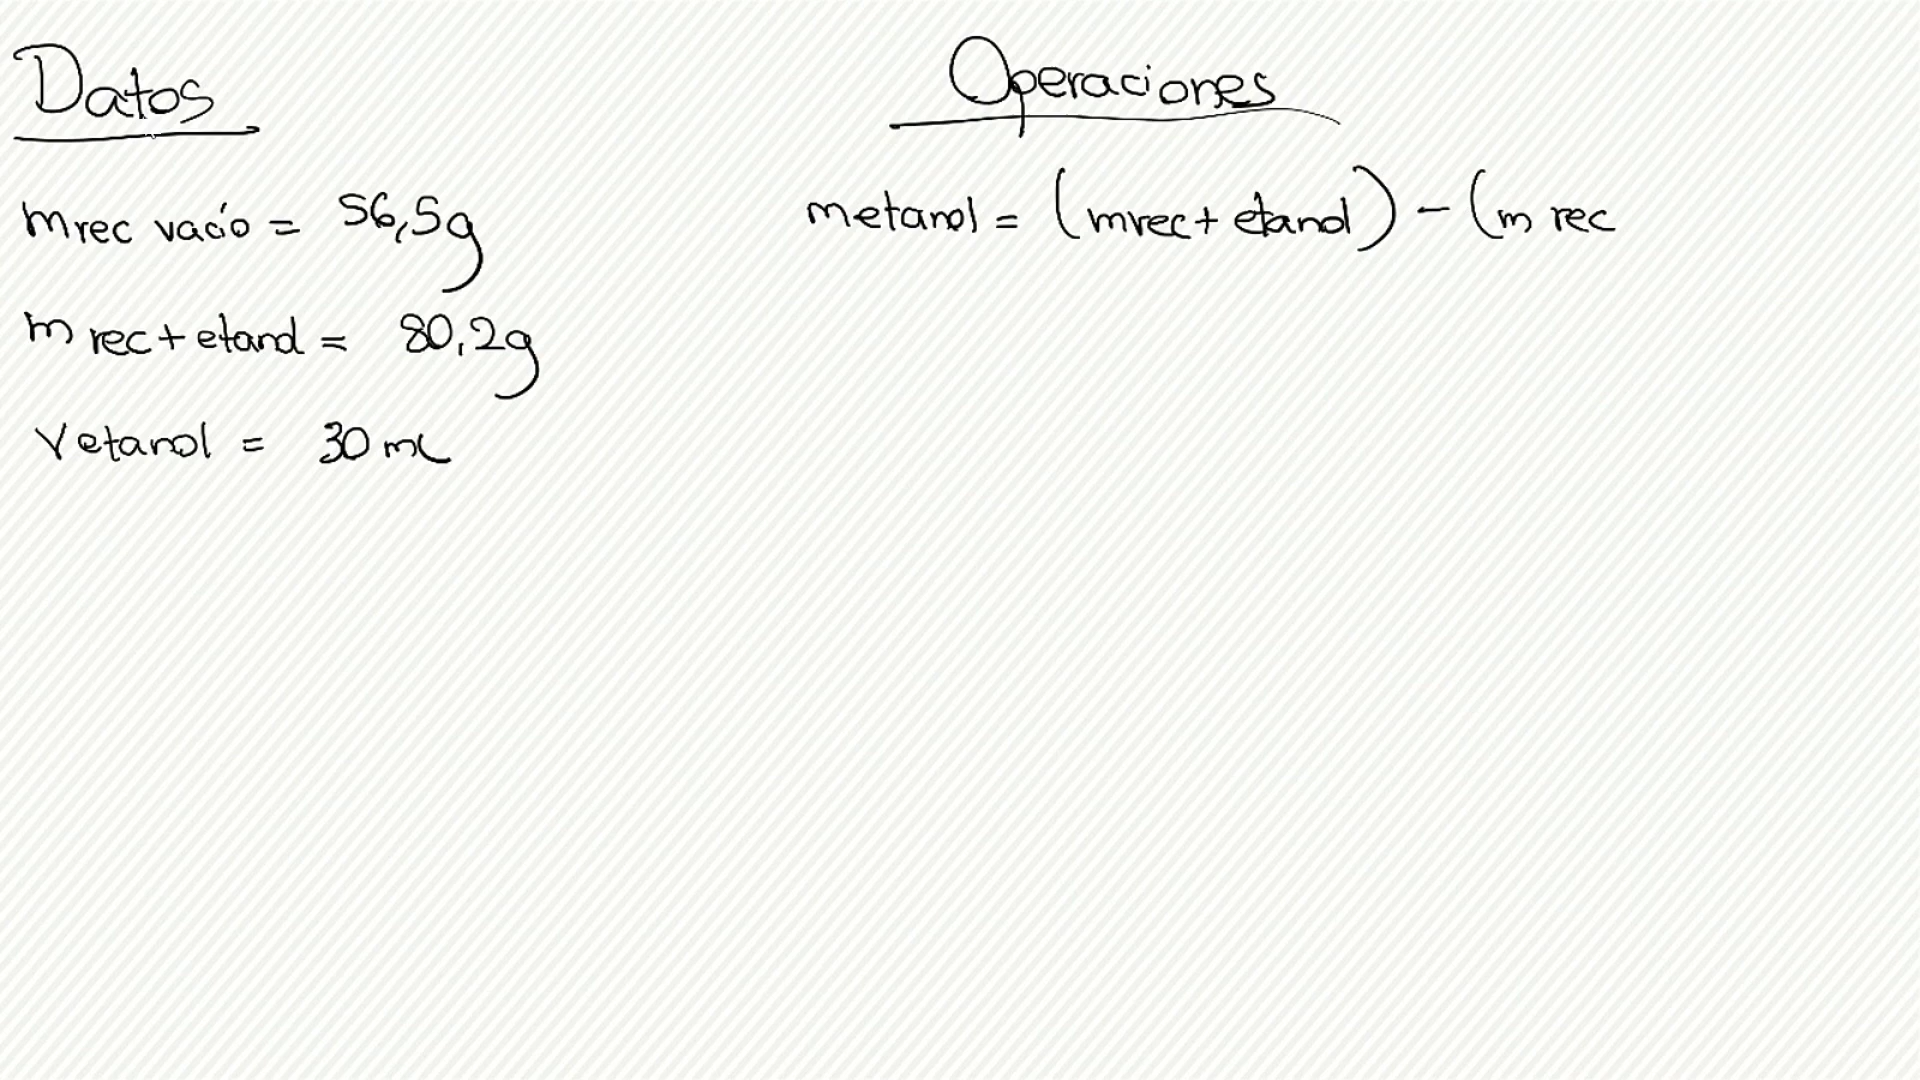 Datos
mrec vacío = 56,5g
m rec + etanol = 80,2g
Vetanol = 30 mL
Operaciones
metanol = (mrec + etanol) - (m rec